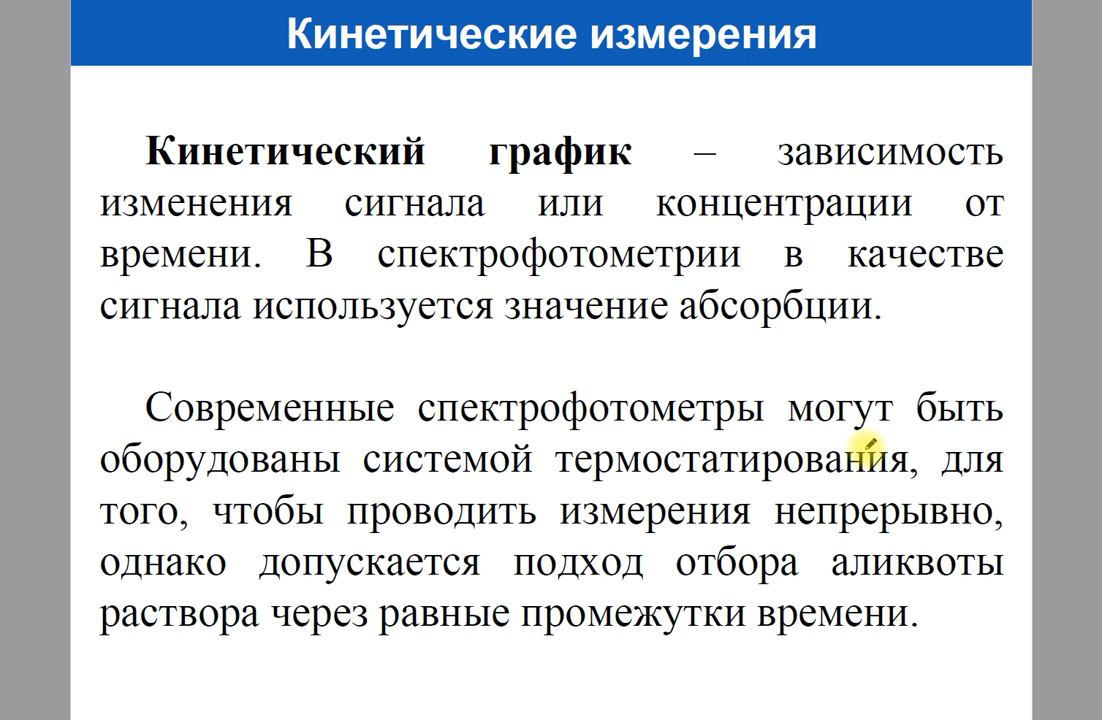 Кинетические измерения
Кинетический график – зависимость
изменения сигнала или концентрации от
времени. В спектрофотометрии в качестве
сигнала используется значение абсорбции.
Современные спектрофотометры могут быть
оборудованы системой термостатирования, для
того, чтобы проводить измерения непрерывно,
однако допускается подход отбора аликвоты
раствора через равные промежутки времени.